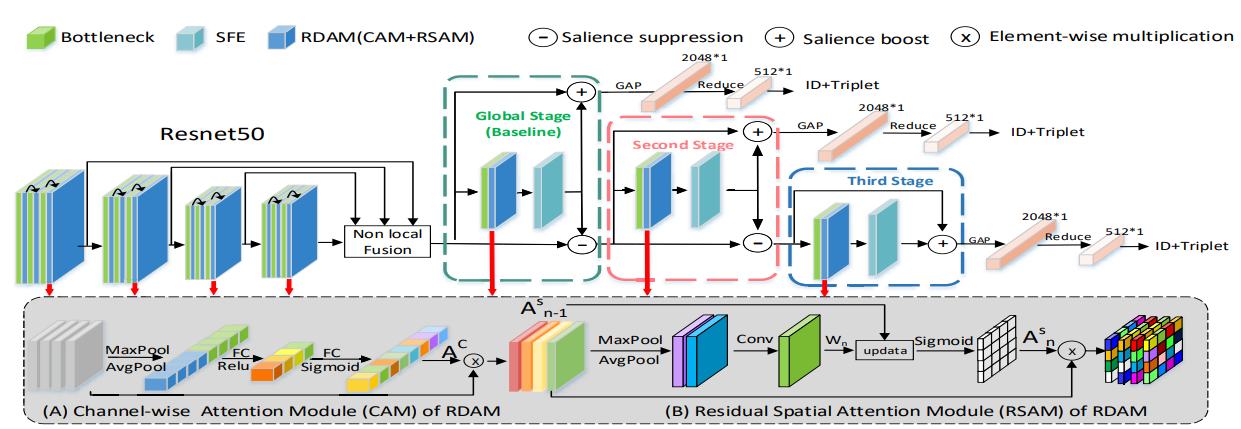 Bottleneck
SFE
RDAM(CAM+RSAM)
− Salience suppression
+ Salience boost
x Element-wise multiplication
Resnet50
Non local
Fusion
Global Stage
(Baseline)
+
−
GAP
2048*1
Reduce
512*1
ID+Triplet
Second Stage
+
−
GAP
2048*1
Reduce
512*1
ID+Triplet
Third Stage
+
GAP
2048*1
Reduce
512*1
ID+Triplet
MaxPool
AvgPool
FC
Relu
FC
Sigmoid
A^C
x
A^s_{n-1}
MaxPool
AvgPool
Conv
W_n
updata
Sigmoid
A^s_n
x
(A) Channel-wise Attention Module (CAM) of RDAM
(B) Residual Spatial Attention Module (RSAM) of RDAM